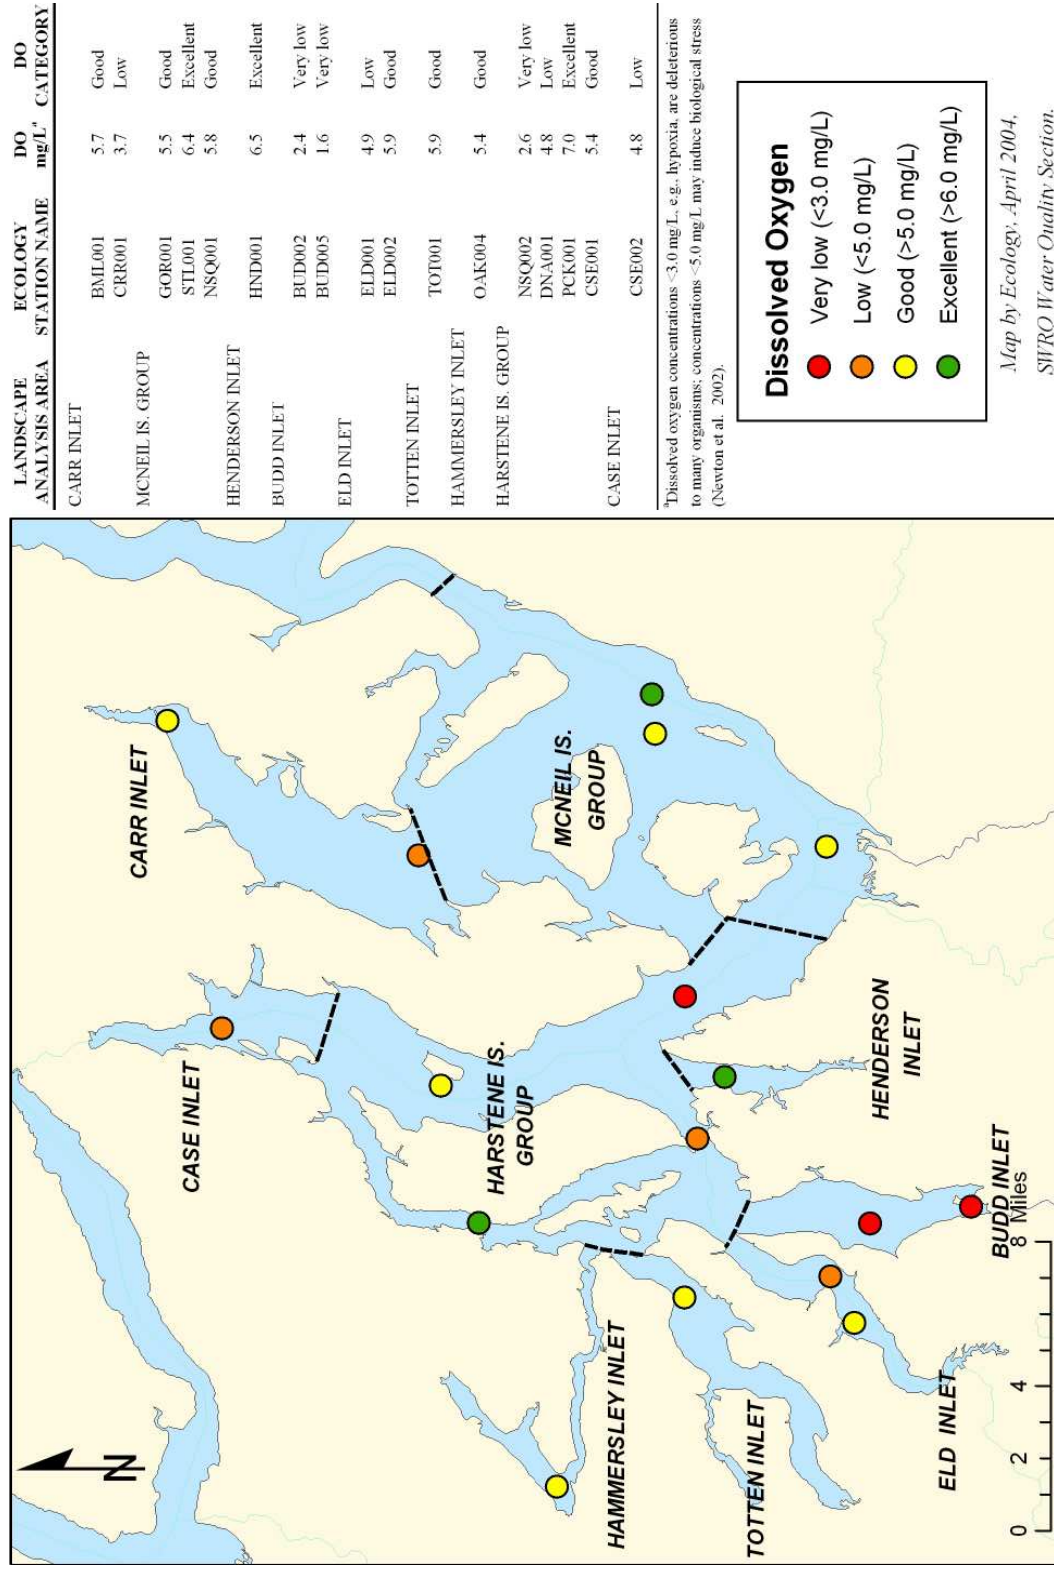 LANDSCAPE ECOLOGY DO DO
ANALYSIS AREA STATION NAME mg/Lª CATEGORY
CARR INLET
BML001 5.7 Good
CRR001 3.7 Low
MCNEIL IS. GROUP
GOR001 5.5 Good
STL001 6.4 Excellent
NSQ001 5.8 Good
HENDERSON INLET
HND001 6.5 Excellent
BUDD INLET
BUD002 2.4 Very low
BUD005 1.6 Very low
ELD INLET
ELD001 4.9 Low
ELD002 5.9 Good
TOTTEN INLET
TOT001 5.9 Good
HAMMERSLEY INLET
OAK004 5.4 Good
HARSTENE IS. GROUP
NSQ002 2.6 Very low
DNA001 4.8 Low
PCK001 7.0 Excellent
CSE001 5.4 Good
CASE INLET
CSE002 4.8 Low
ªDissolved oxygen concentrations <3.0 mg/L, e.g., hypoxia, are deleterious
to many organisms; concentrations <5.0 mg/L may induce biological stress
(Newton et al. 2002).
Dissolved Oxygen
Very low (<3.0 mg/L)
Low (<5.0 mg/L)
Good (>5.0 mg/L)
Excellent (>6.0 mg/L)
Map by Ecology, April 2004,
SWRO Water Quality Section.
N
CARR INLET
CASE INLET
MCNEIL IS.
GROUP
HARSTENE IS.
GROUP
HAMMERSLEY INLET
TOTTEN INLET
ELD INLET
BUDD INLET
HENDERSON
INLET
0 2 4 8
Miles